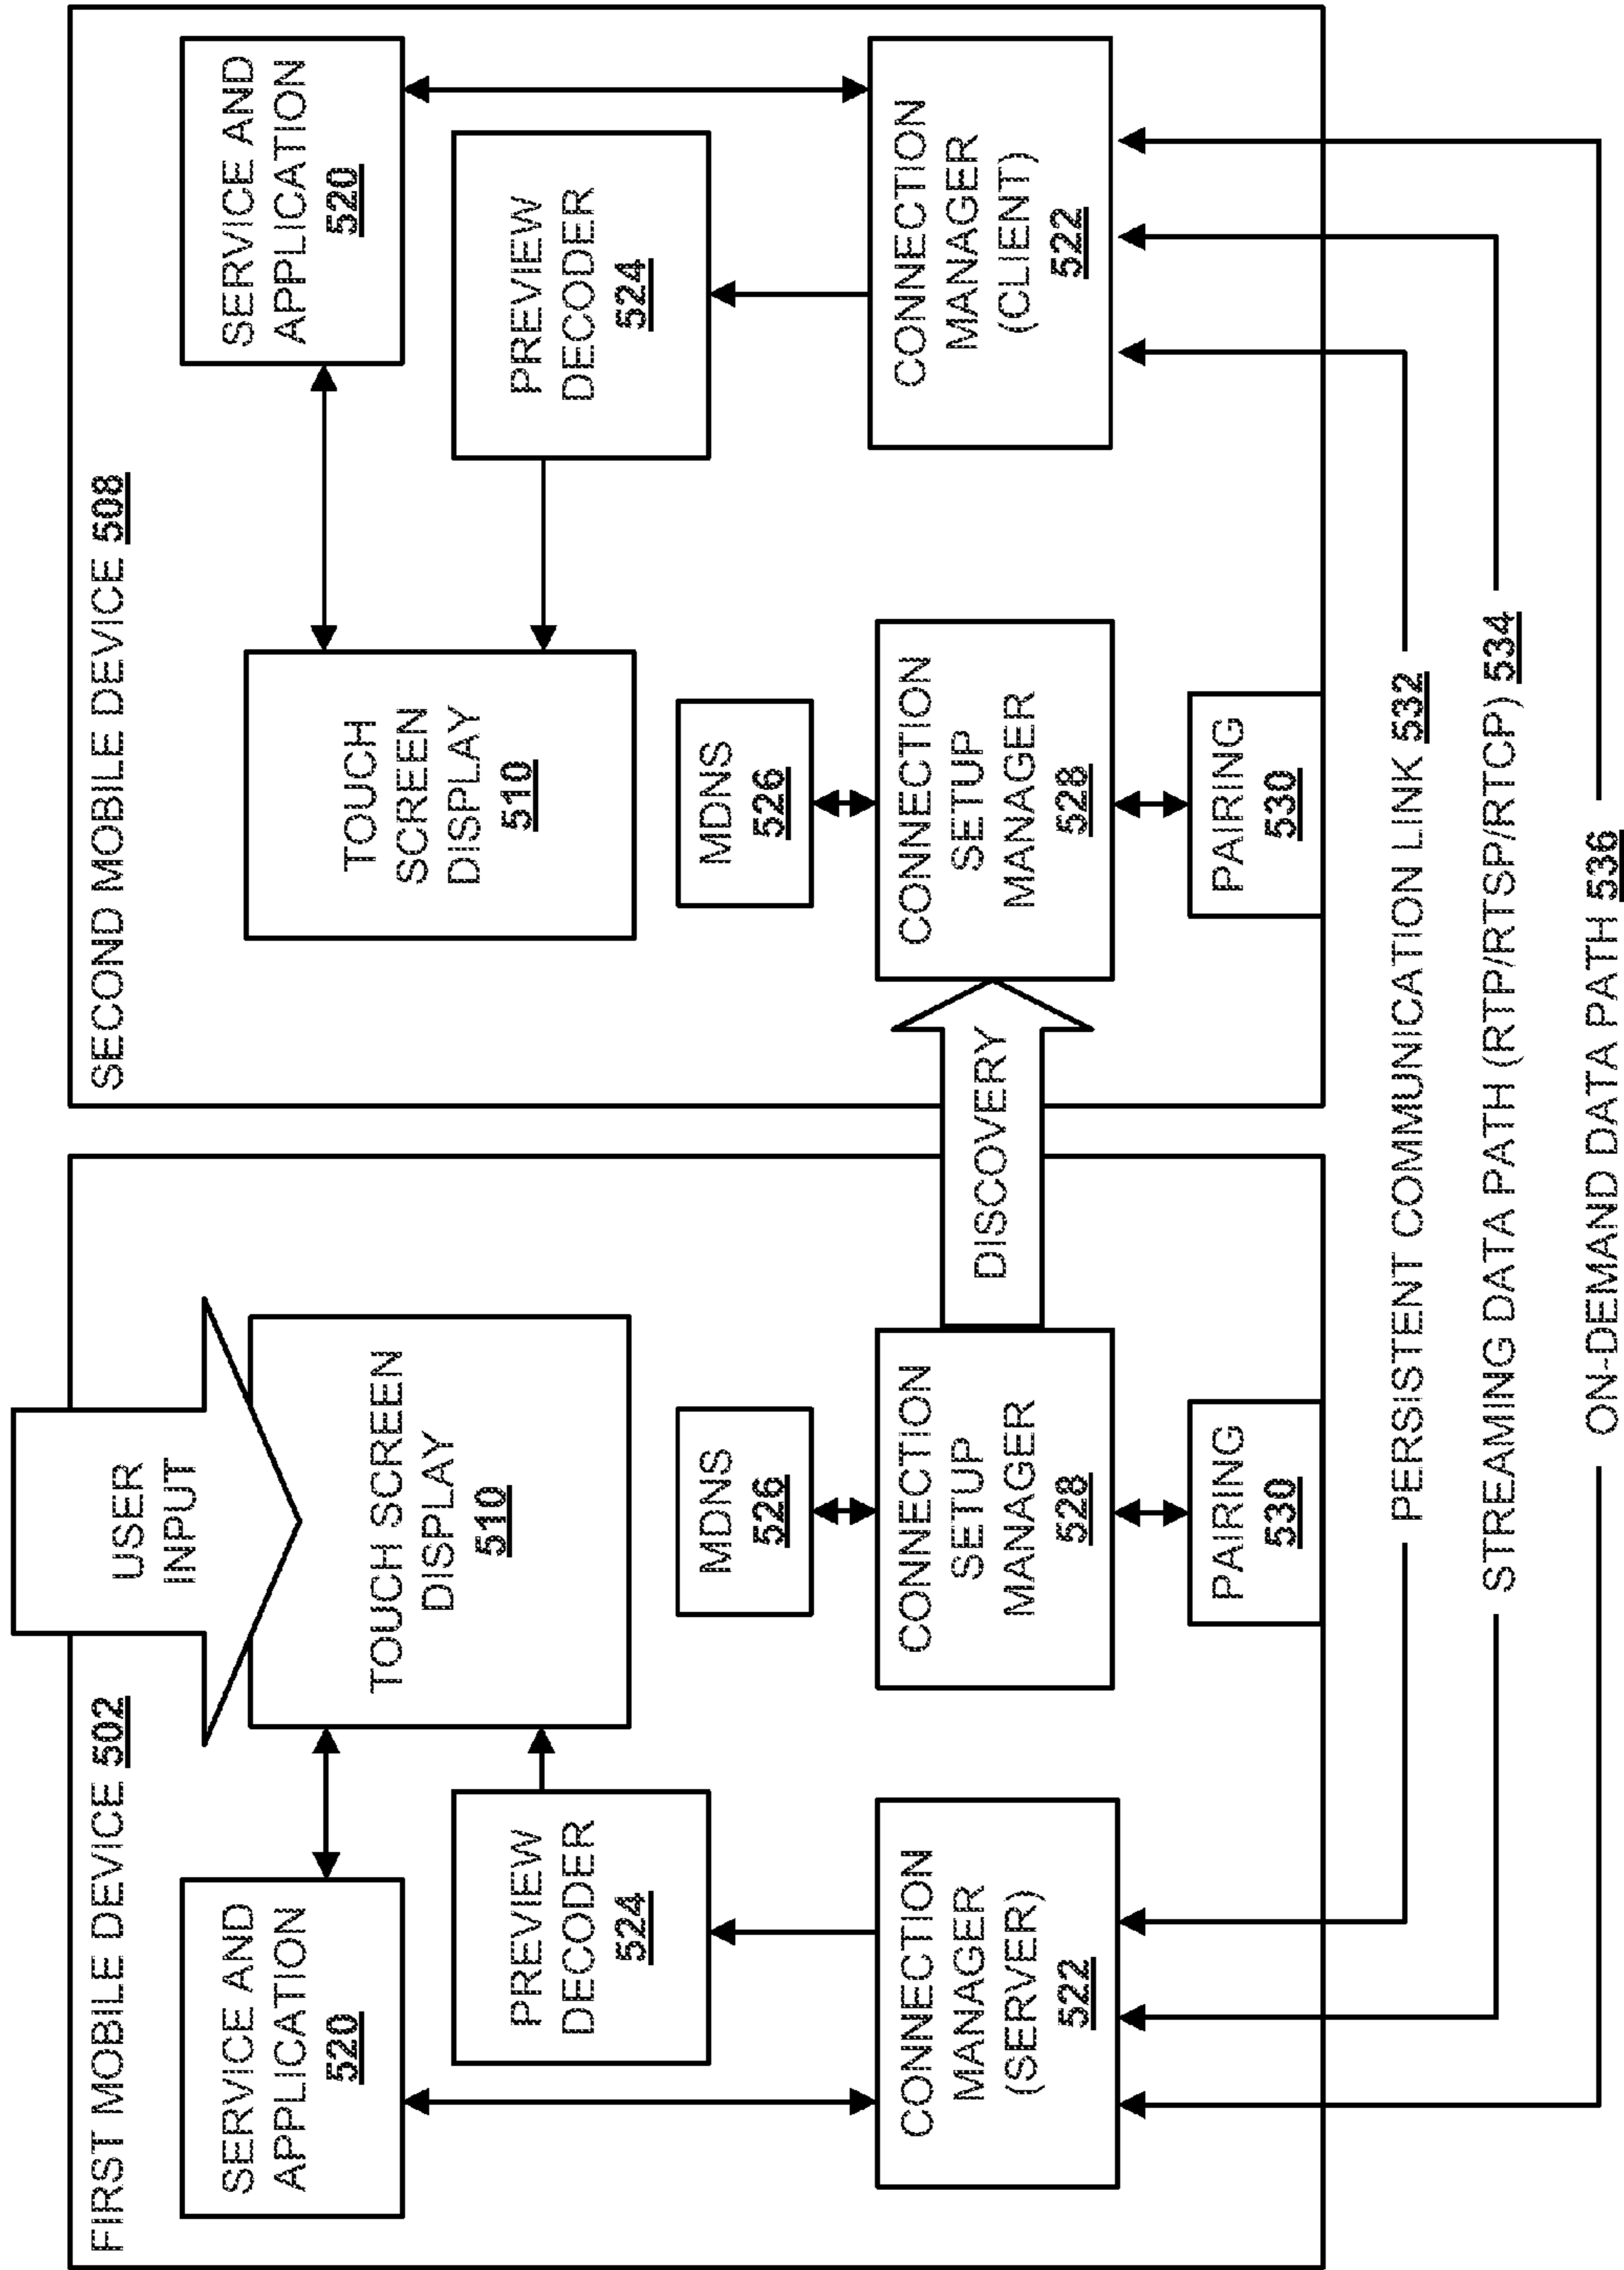 FIRST MOBILE DEVICE 502
USER
INPUT
SERVICE AND
APPLICATION
520
TOUCH SCREEN
DISPLAY
510
PREVIEW
DECODER
524
MDNS
526
CONNECTION
MANAGER
(SERVER)
522
CONNECTION
SETUP
MANAGER
528
PAIRING
530
DISCOVERY
SECOND MOBILE DEVICE 508
TOUCH
SCREEN
DISPLAY
510
SERVICE AND
APPLICATION
520
PREVIEW
DECODER
524
MDNS
526
CONNECTION
SETUP
MANAGER
528
CONNECTION
MANAGER
(CLIENT)
522
PAIRING
530
PERSISTENT COMMUNICATION LINK 532
STREAMING DATA PATH (RTP/RTSP/RTCP) 534
ON-DEMAND DATA PATH 536